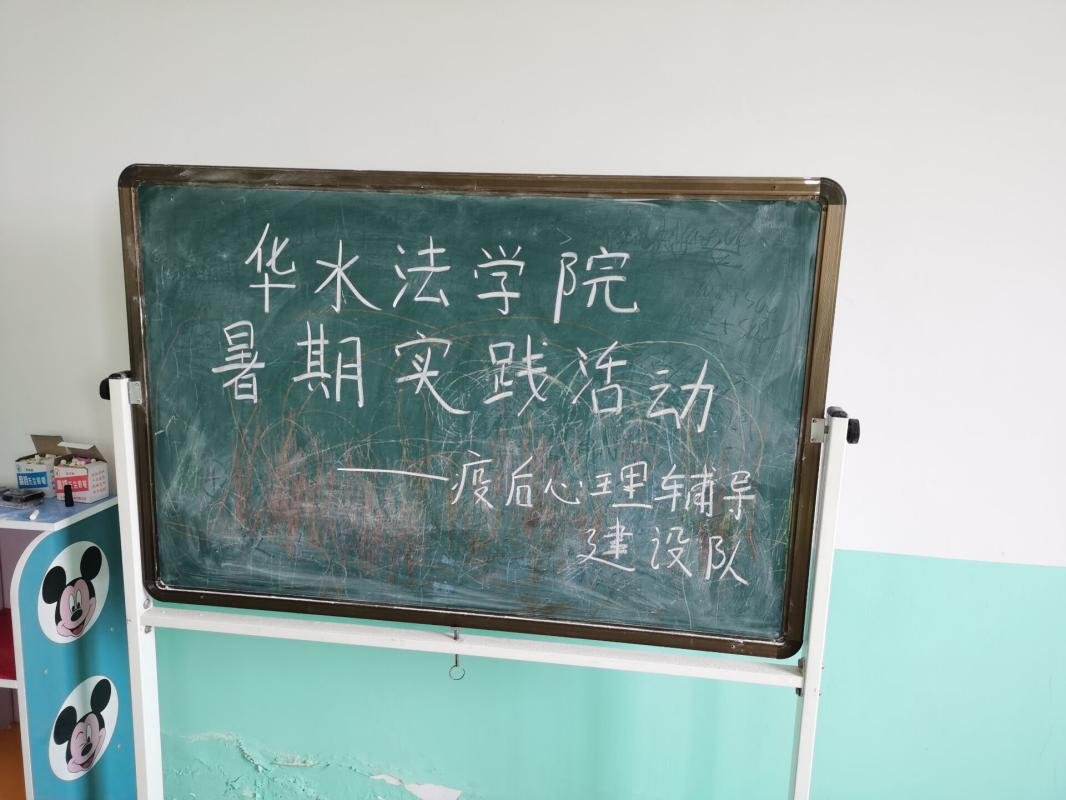 华水法学院
暑期实践活动
——疫后心理辅导
建设队